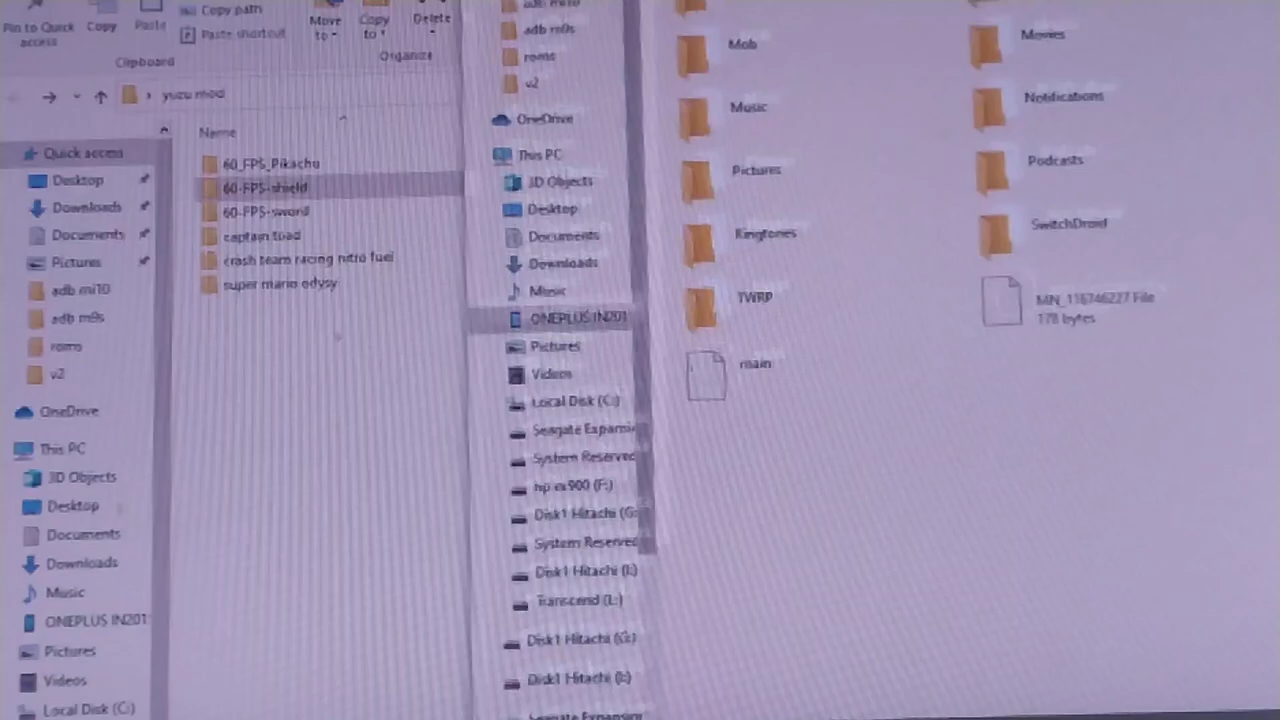 Pin to Quick access
Copy
Paste
Copy path
Paste shortcut
Clipboard
Move to
Copy to
Delete
Organize
yuzu mod
Quick access
Desktop
Downloads
Documents
Pictures
adb mi10
adb m9s
roms
v2
OneDrive
This PC
3D Objects
Desktop
Documents
Downloads
Music
ONEPLUS IN201
Pictures
Videos
Local Disk (C:)
Name
60_FPS_Pikachu
60-FPS-shield
60-FPS-sword
captain toad
crash team racing nitro fuel
super mario odysy
adb mi10
adb m9s
roms
v2
OneDrive
This PC
3D Objects
Desktop
Documents
Downloads
Music
ONEPLUS IN201
Pictures
Videos
Local Disk (C:)
Seagate Expansi
System Reserved
hp ex900 (F:)
Disk1 Hitachi (G:
System Reserved
Disk1 Hitachi (I:)
Transcend (L:)
Disk1 Hitachi (G:)
Disk1 Hitachi (I:)
Seagate Expansion
Mob
Movies
Music
Notifications
Pictures
Podcasts
Ringtones
SwitchDroid
TWRP
MN_116746227 File
178 bytes
main